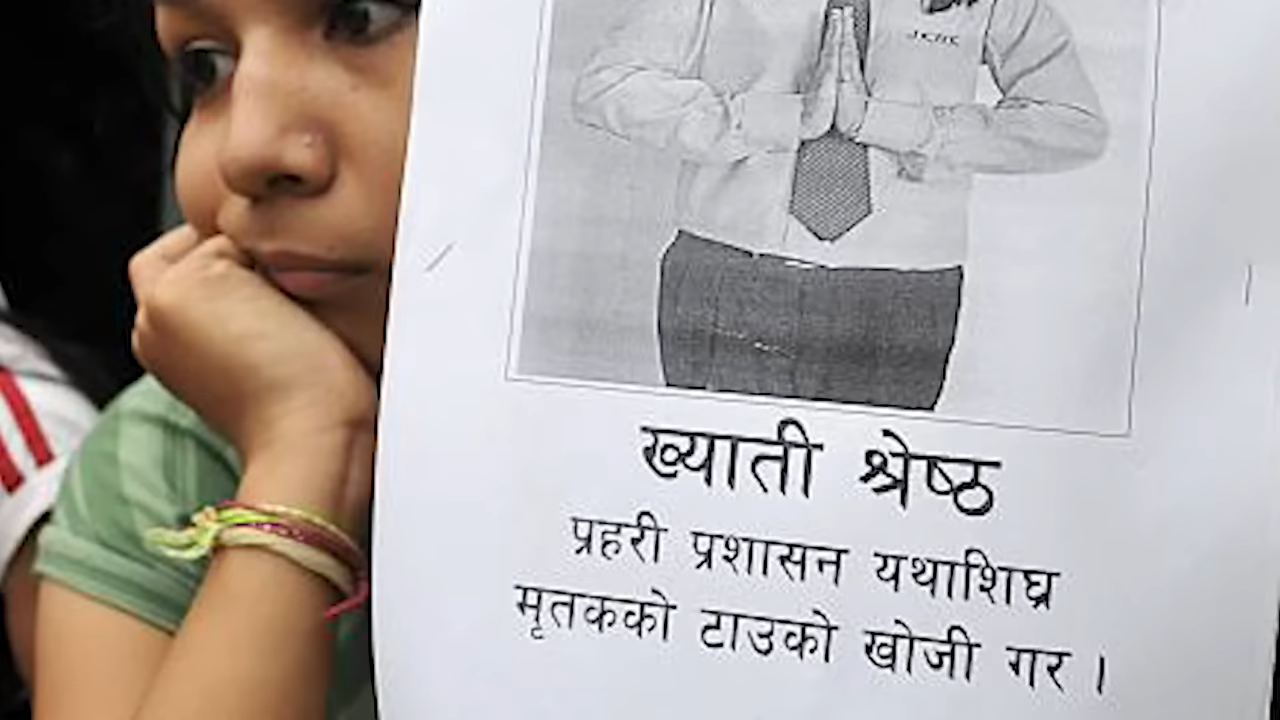 ख्याती श्रेष्ठ
प्रहरी प्रशासन यथाशिघ्र
मृतकको टाउको खोजी गर ।